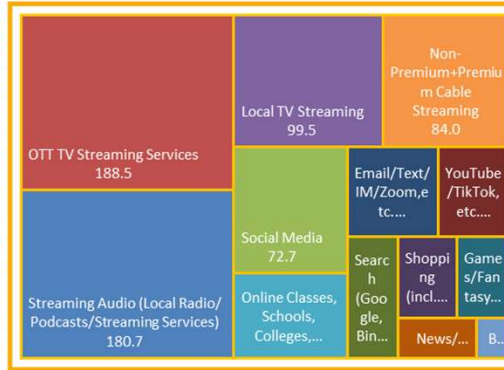 OTT TV Streaming Services
188.5
Streaming Audio (Local Radio/
Podcasts/Streaming Services)
180.7
Local TV Streaming
99.5
Non-
Premium+Premiu
m Cable
Streaming
84.0
Social Media
72.7
Online Classes,
Schools,
Colleges,...
Email/Text/
IM/Zoom,e
tc....
YouTube
/TikTok,
etc....
Searc
h
(Goo
gle,
Bin...
Shoppin
g
(incl....
Game
s/Fan
tasy...
News/...
B...